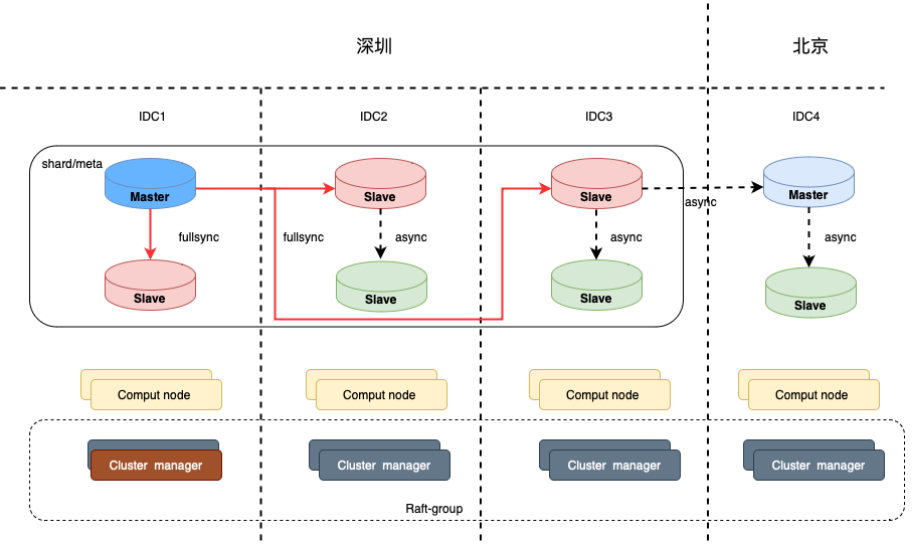 深圳
北京
IDC1
IDC2
IDC3
IDC4
shard/meta
Master
Slave
Slave
Master
async
fullsync
fullsync
async
async
async
Slave
Slave
Slave
Slave
Comput node
Comput node
Comput node
Comput node
Cluster manager
Cluster manager
Cluster manager
Cluster manager
Raft-group